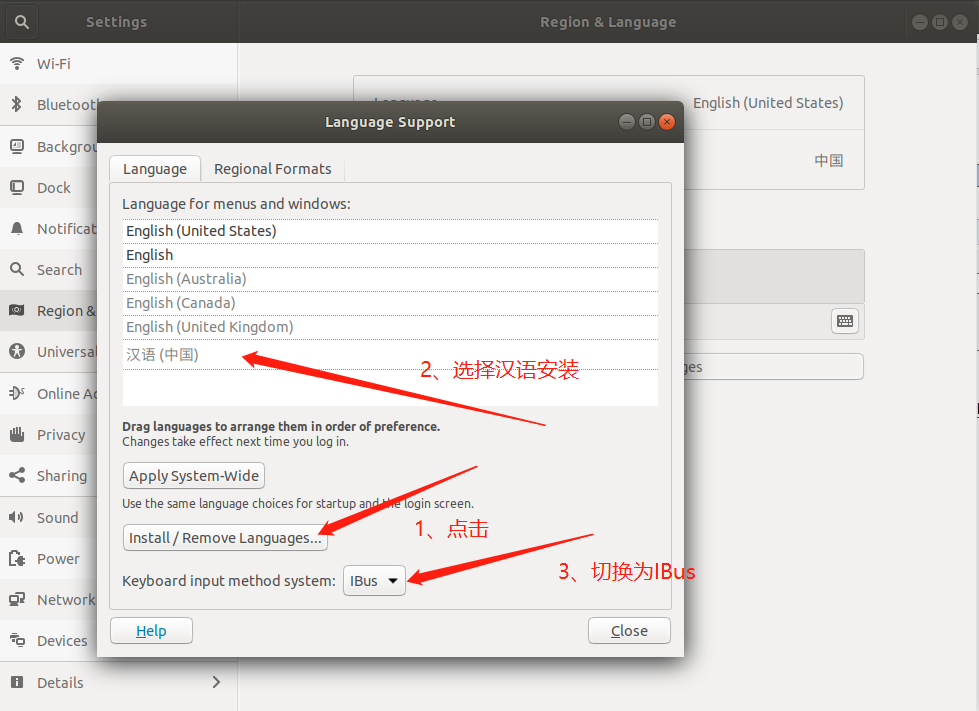 Settings
Region & Language
Wi-Fi
Bluetooth
English (United States)
中国
Language Support
Language
Regional Formats
Backgrou
Dock
Notificat
Search
Region &
Universal
Online Ac
Privacy
Sharing
Sound
Power
Network
Devices
Details
Language for menus and windows:
English (United States)
English
English (Australia)
English (Canada)
English (United Kingdom)
汉语 (中国)
2、选择汉语安装
Drag languages to arrange them in order of preference.
Changes take effect next time you log in.
Apply System-Wide
Use the same language choices for startup and the login screen.
1、点击
Install / Remove Languages...
3、切换为IBus
Keyboard input method system:
IBus
Help
Close